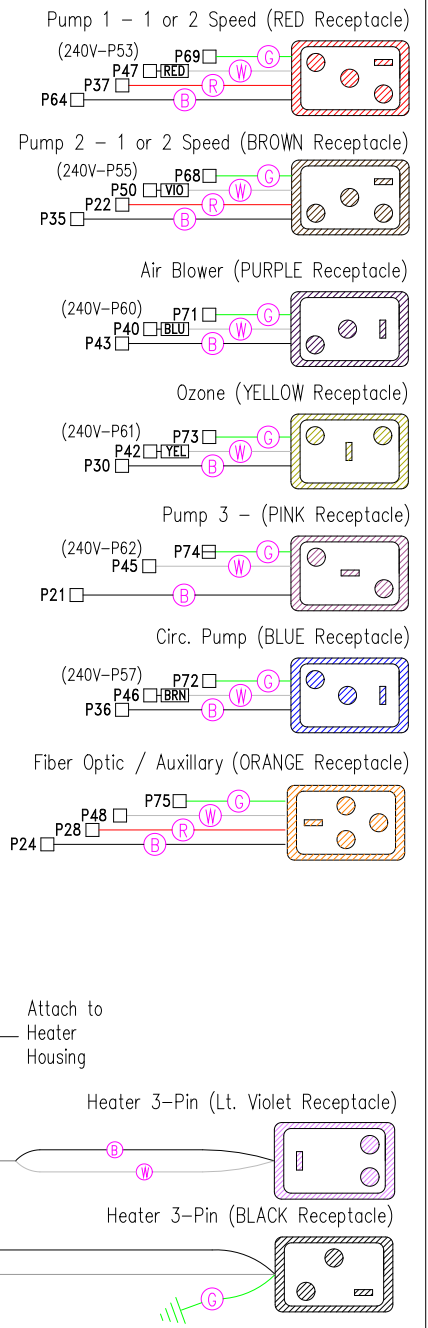 Pump 1 - 1 or 2 Speed (RED Receptacle)
(240V-P53) P69 G
P47 RED W
P37 R
P64 B
Pump 2 - 1 or 2 Speed (BROWN Receptacle)
(240V-P55) P68 G
P50 VIO W
P22 R
P35 B
Air Blower (PURPLE Receptacle)
(240V-P60) P71 G
P40 BLU W
P43 B
Ozone (YELLOW Receptacle)
(240V-P61) P73 G
P42 YEL W
P30 B
Pump 3 - (PINK Receptacle)
(240V-P62) P74 G
P45 W
P21 B
Circ. Pump (BLUE Receptacle)
(240V-P57) P72 G
P46 BRN W
P36 B
Fiber Optic / Auxillary (ORANGE Receptacle)
P75 G
P48 W
P28 R
P24 B
Attach to
Heater
Housing
Heater 3-Pin (Lt. Violet Receptacle)
B
W
Heater 3-Pin (BLACK Receptacle)
G